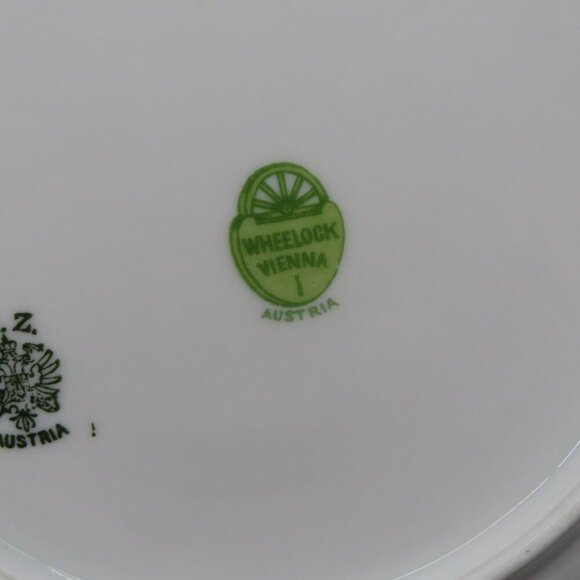 WHEELOCK
VIENNA
AUSTRIA
. Z.
AUSTRIA